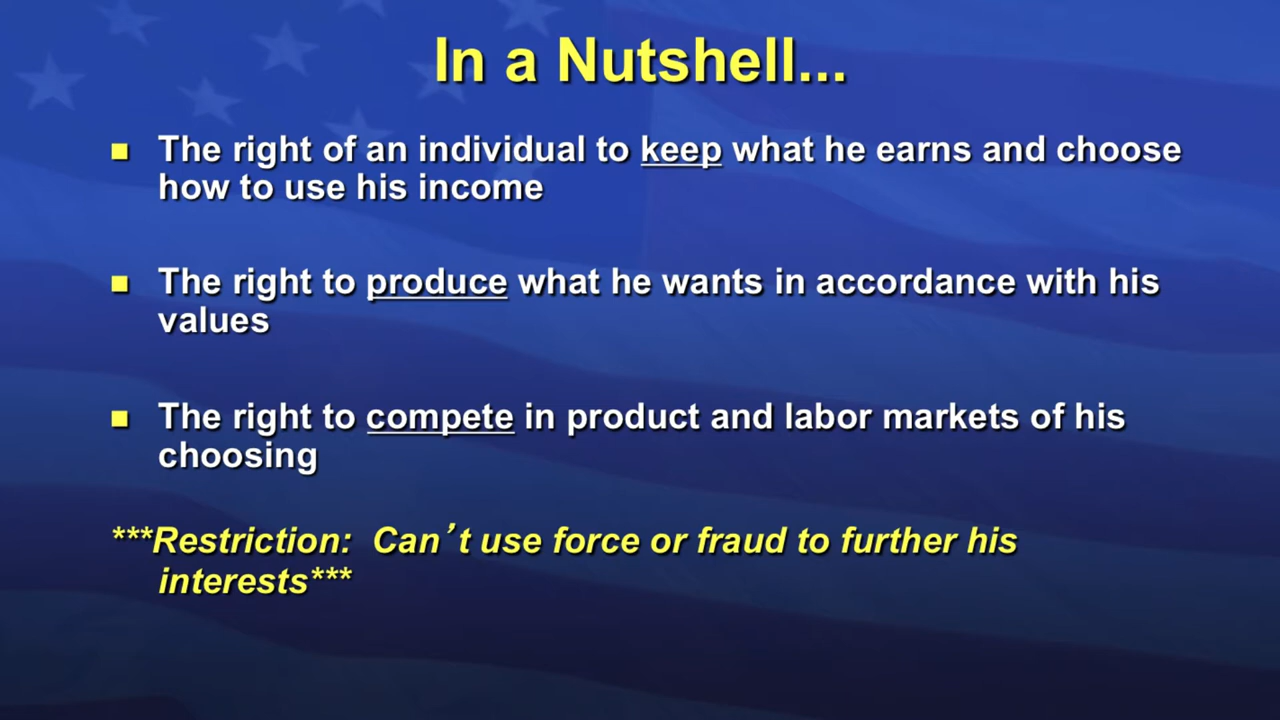 In a Nutshell...
The right of an individual to keep what he earns and choose
how to use his income
The right to produce what he wants in accordance with his
values
The right to compete in product and labor markets of his
choosing
***Restriction: Can’t use force or fraud to further his
interests***